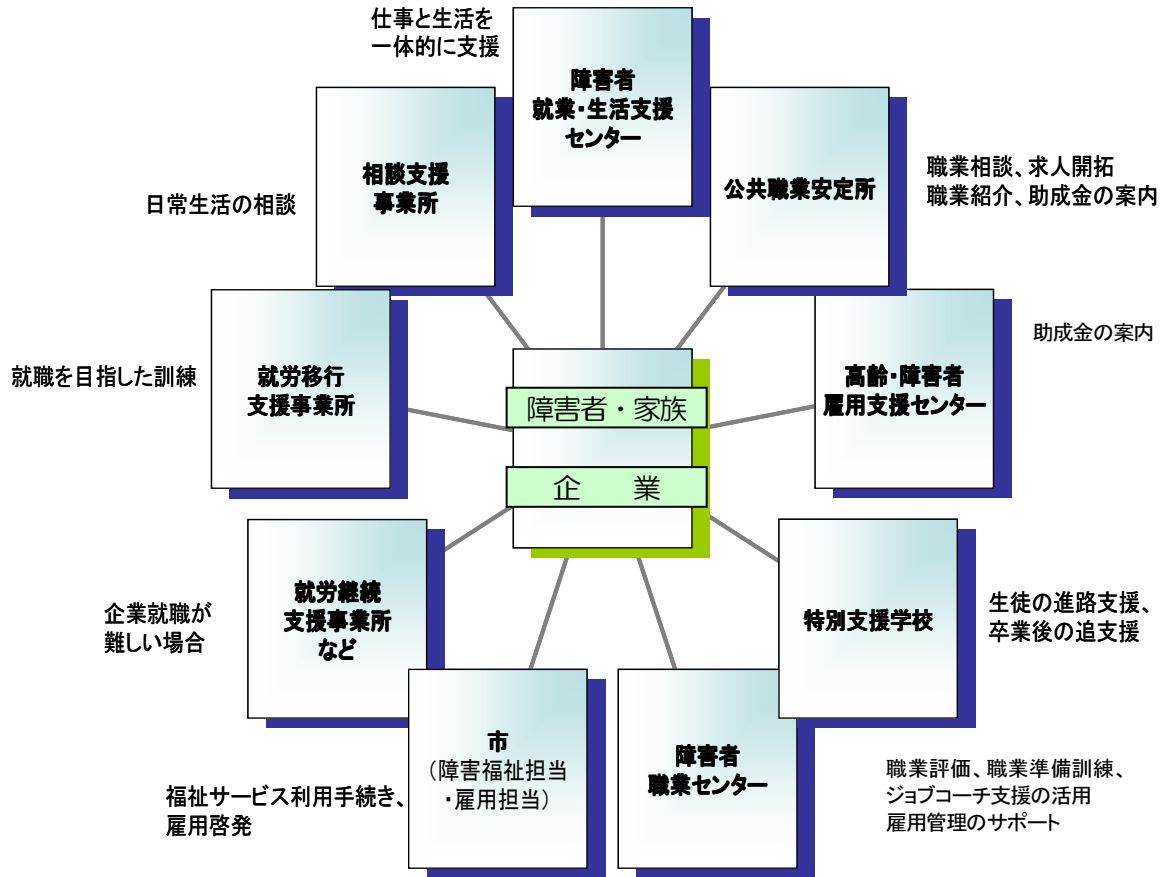 仕事と生活を
一体的に支援
障害者
就業・生活支援
センター
相談支援
事業所
日常生活の相談
公共職業安定所
職業相談、求人開拓
職業紹介、助成金の案内
就労移行
支援事業所
就職を目指した訓練
高齢・障害者
雇用支援センター
助成金の案内
障害者・家族
企　業
就労継続
支援事業所
など
企業就職が
難しい場合
特別支援学校
生徒の進路支援、
卒業後の追支援
市
（障害福祉担当
・雇用担当）
福祉サービス利用手続き、
雇用啓発
障害者
職業センター
職業評価、職業準備訓練、
ジョブコーチ支援の活用
雇用管理のサポート